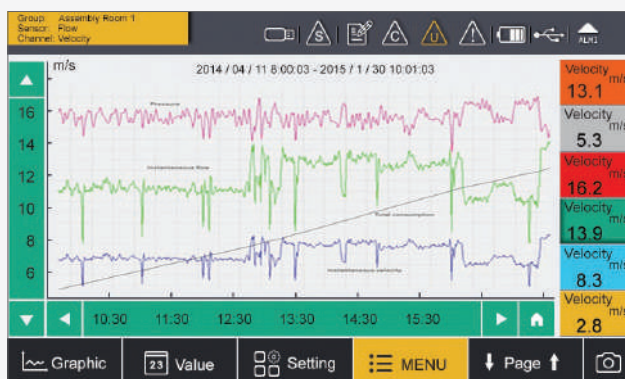 Group: Assembly Room 1
Sensor: Flow
Channel: Velocity
S
C
U
!
ALM1
m/s
2014 / 04 / 11 8:00:03 - 2015 / 1 / 30 10:01:03
Pressure
Instantaneous flow
Total consumption
Instantaneous velocity
16
14
12
10
8
6
10:30 11:30 12:30 13:30 14:30 15:30
Velocity
m/s
13.1
Velocity
m/s
5.3
Velocity
m/s
16.2
Velocity
m/s
13.9
Velocity
m/s
8.3
Velocity
m/s
2.8
Graphic
23 Value
Setting
MENU
Page